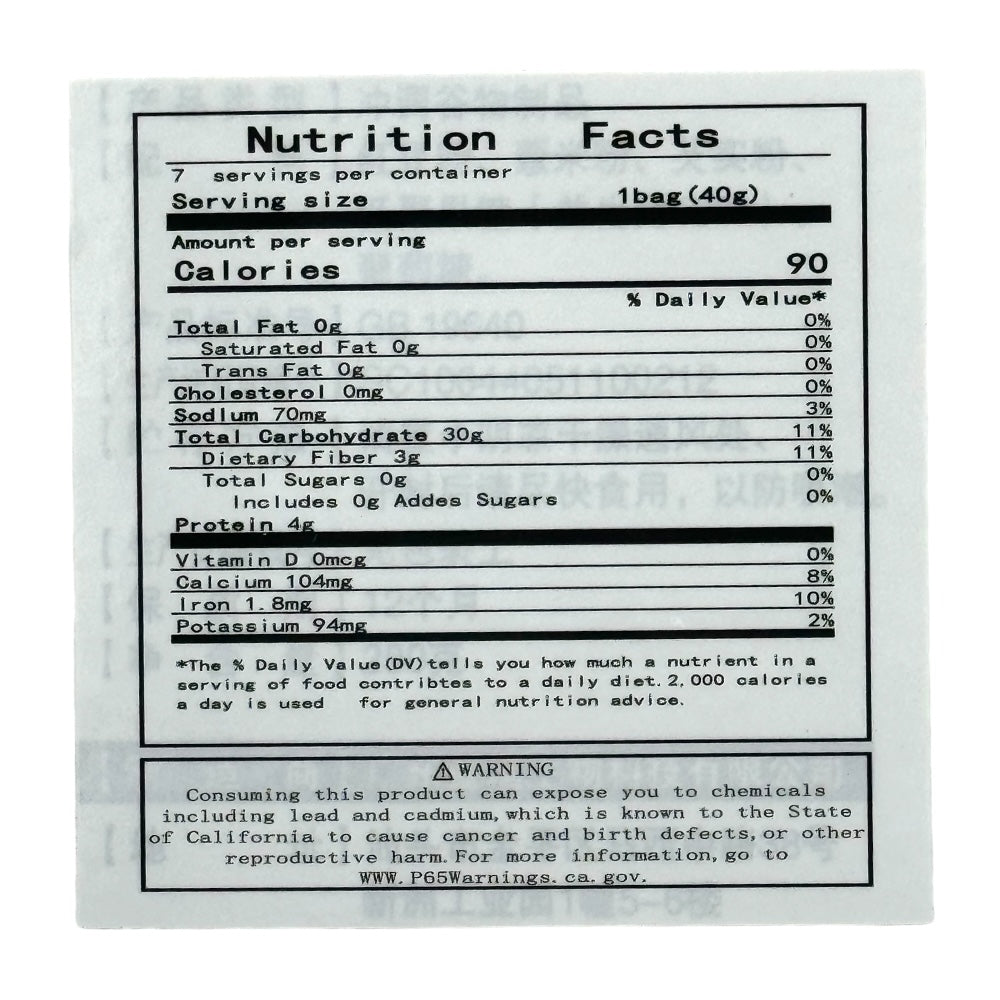 Nutrition Facts
7 servings per container
Serving size 1bag(40g)
Amount per serving
Calories 90
% Daily Value*
Total Fat 0g 0%
Saturated Fat 0g 0%
Trans Fat 0g 0%
Cholesterol 0mg 0%
Sodium 70mg 3%
Total Carbohydrate 30g 11%
Dietary Fiber 3g 11%
Total Sugars 0g 0%
Includes 0g Addes Sugars 0%
Protein 4g
Vitamin D 0mcg 0%
Calcium 104mg 8%
Iron 1.8mg 10%
Potassium 94mg 2%
*The % Daily Value(DV)tells you how much a nutrient in a
serving of food contribtes to a daily diet.2,000 calories
a day is used for general nutrition advice.
⚠ WARNING
Consuming this product can expose you to chemicals
including lead and cadmium,which is known to the State
of California to cause cancer and birth defects,or other
reproductive harm.For more information,go to
WWW.P65Warnings.ca.gov.